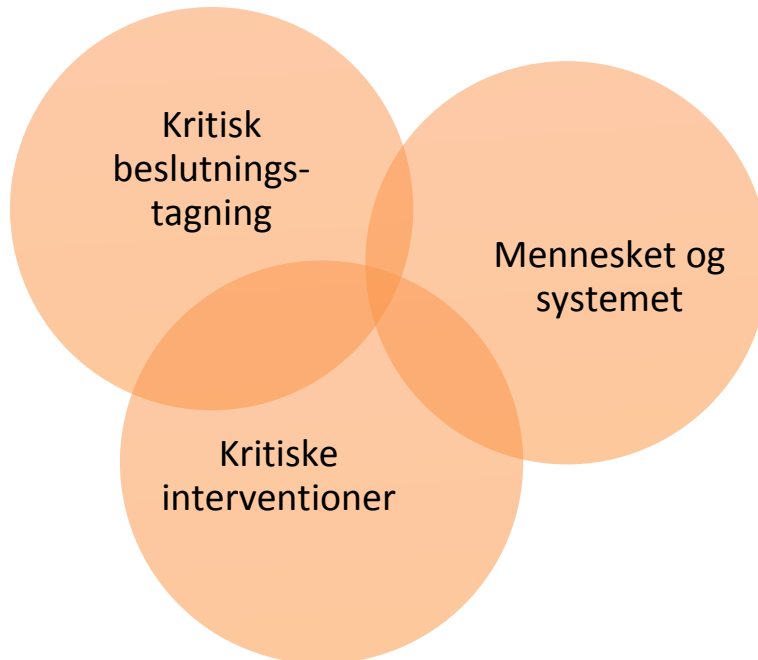 Kritisk
beslutnings-
tagning
Mennesket og
systemet
Kritiske
interventioner